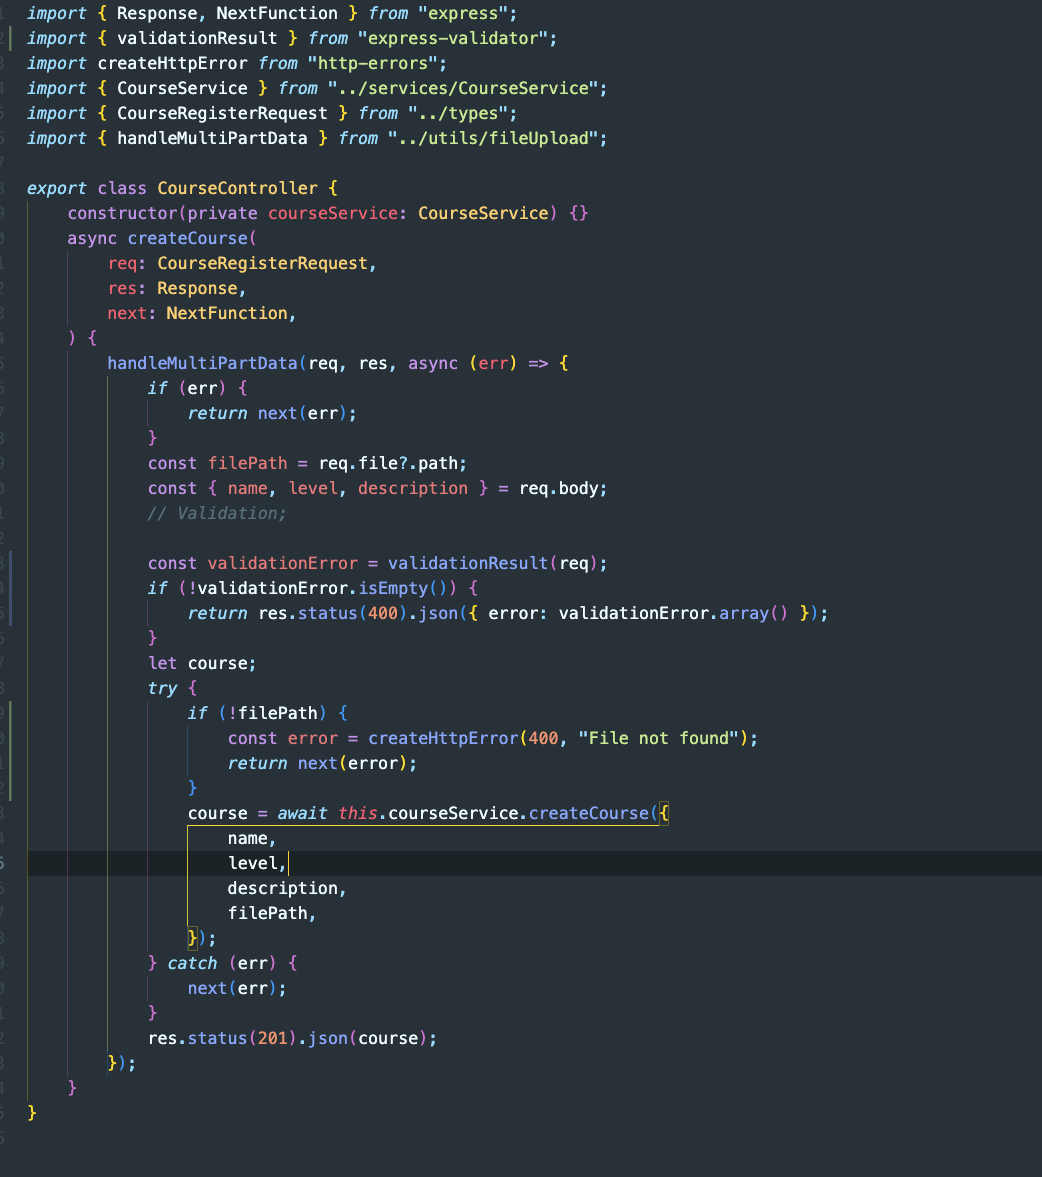 import { Response, NextFunction } from "express";
import { validationResult } from "express-validator";
import createHttpError from "http-errors";
import { CourseService } from "../services/CourseService";
import { CourseRegisterRequest } from "../types";
import { handleMultiPartData } from "../utils/fileUpload";

export class CourseController {
    constructor(private courseService: CourseService) {}
    async createCourse(
        req: CourseRegisterRequest,
        res: Response,
        next: NextFunction,
    ) {
        handleMultiPartData(req, res, async (err) => {
            if (err) {
                return next(err);
            }
            const filePath = req.file?.path;
            const { name, level, description } = req.body;
            // Validation;

            const validationError = validationResult(req);
            if (!validationError.isEmpty()) {
                return res.status(400).json({ error: validationError.array() });
            }
            let course;
            try {
                if (!filePath) {
                    const error = createHttpError(400, "File not found");
                    return next(error);
                }
                course = await this.courseService.createCourse({
                    name,
                    level,
                    description,
                    filePath,
                });
            } catch (err) {
                next(err);
            }
            res.status(201).json(course);
        });
    }
}